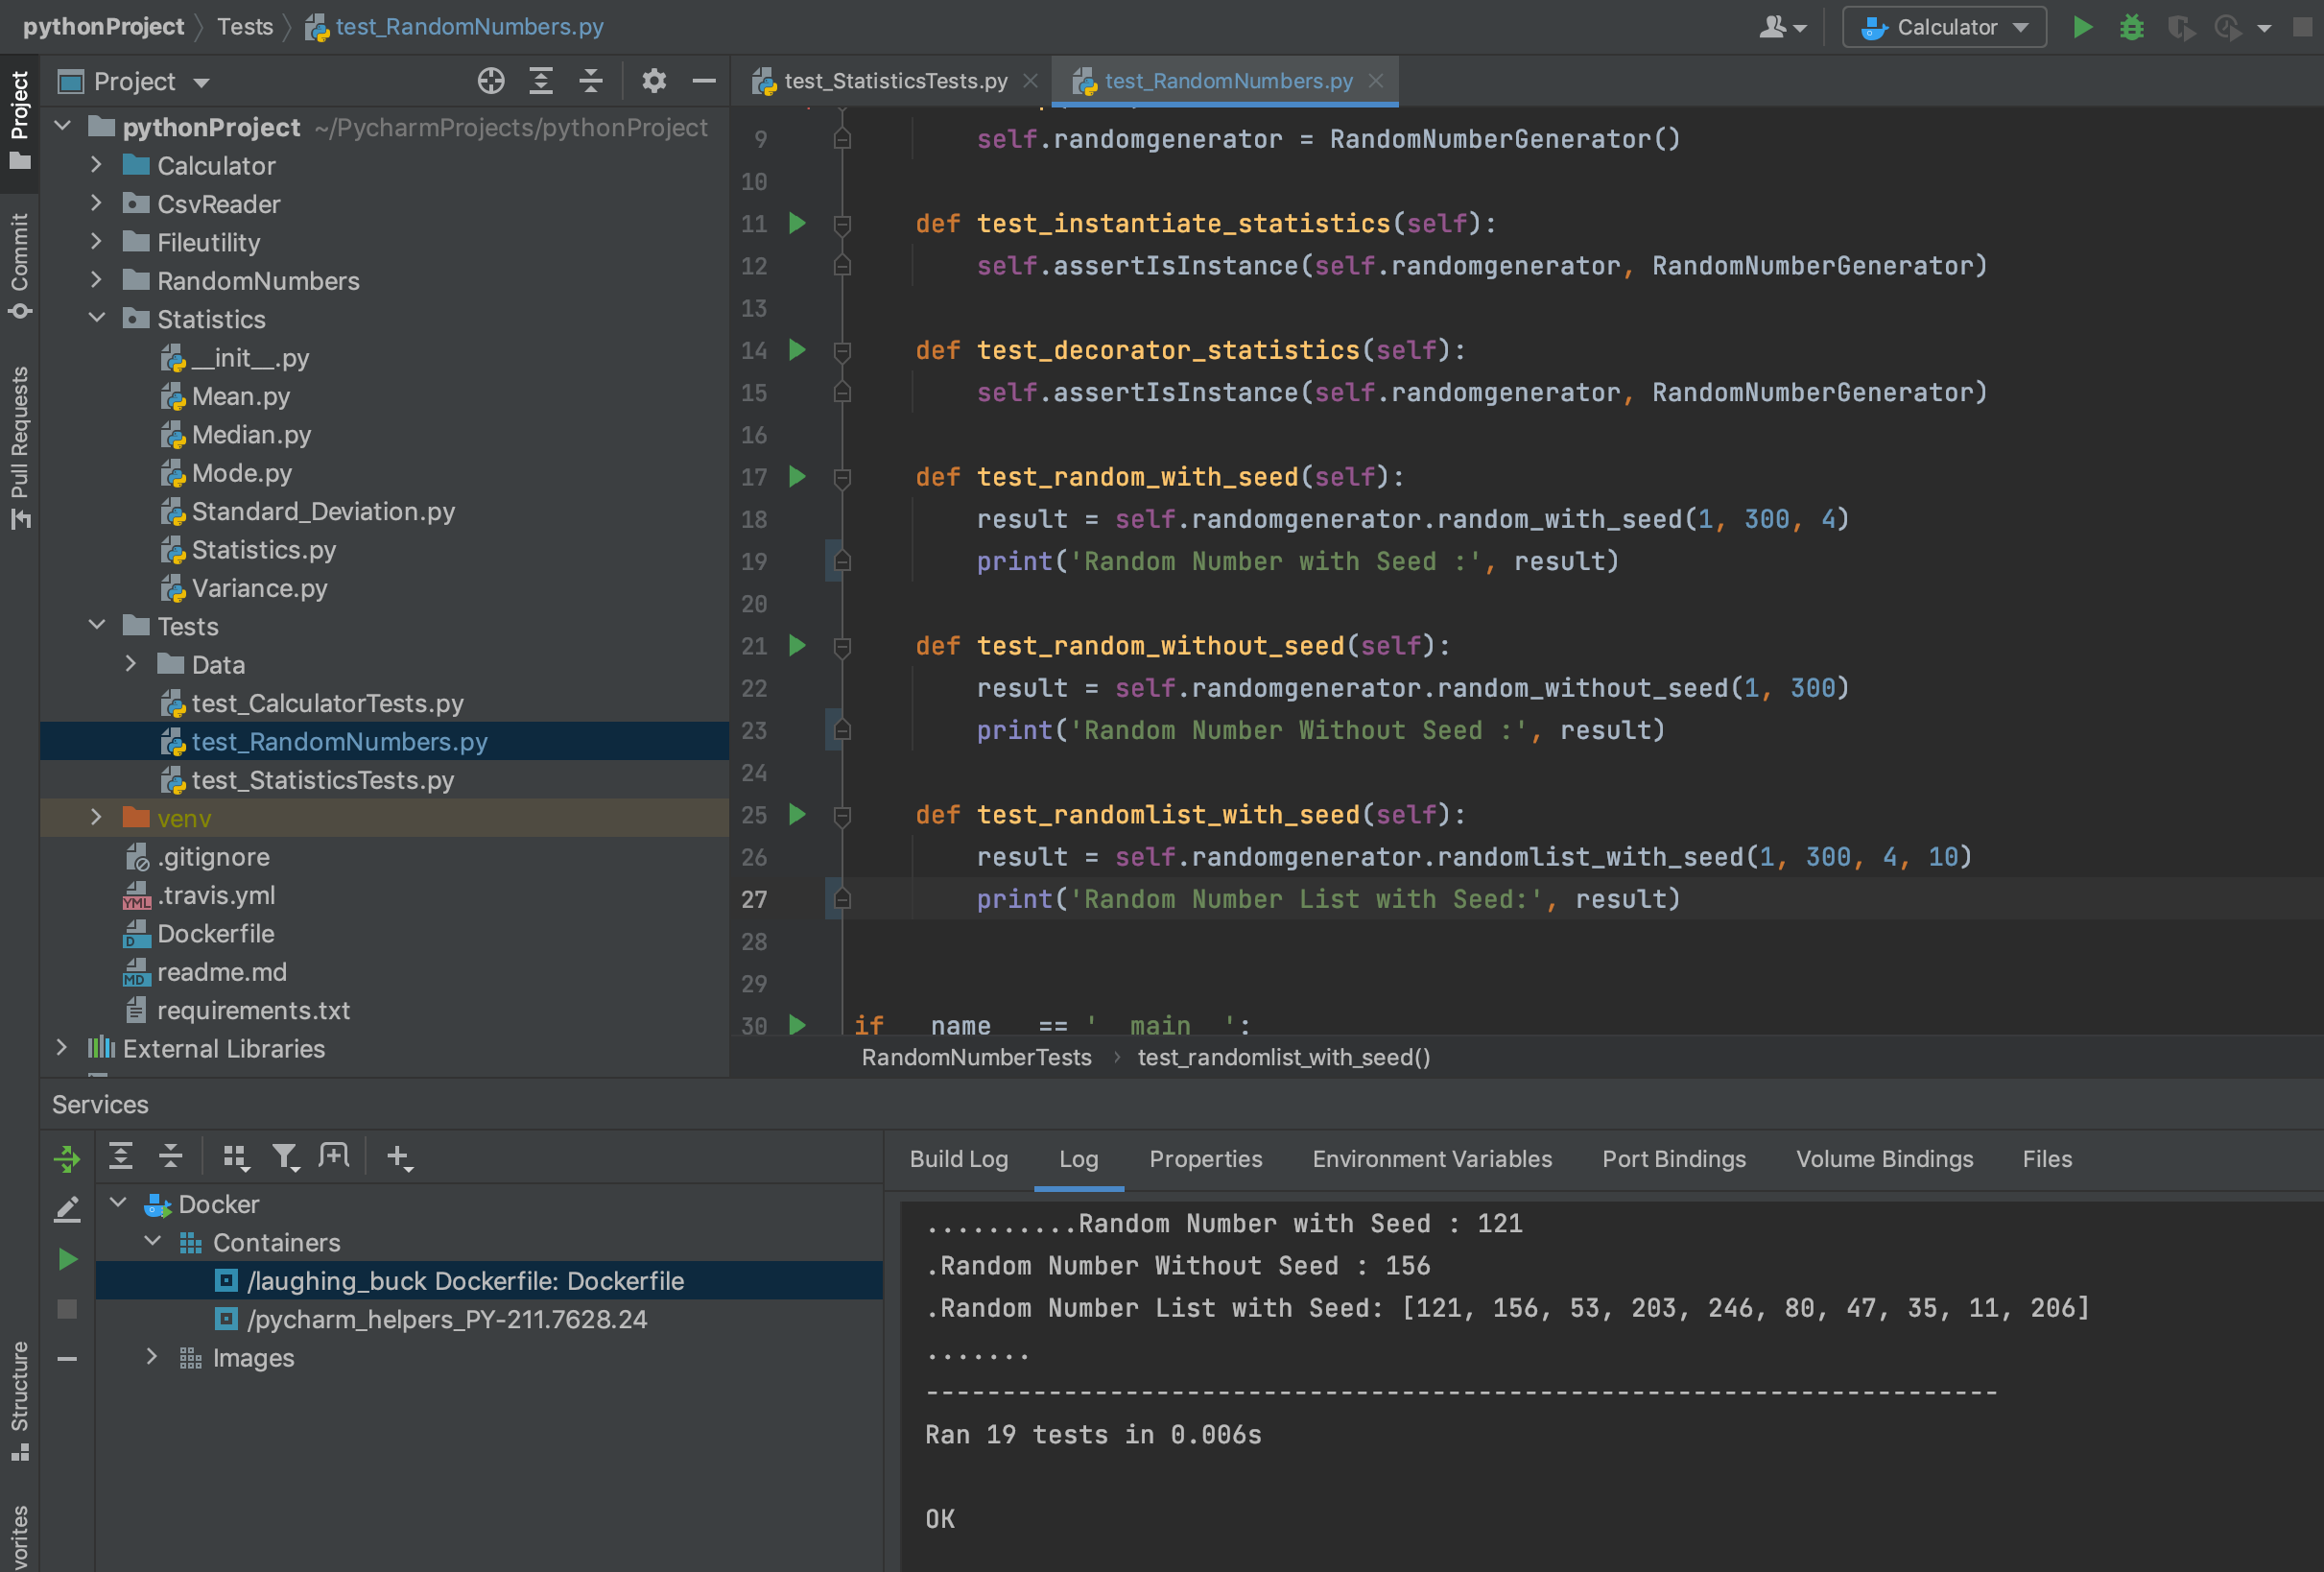 pythonProject Tests test_RandomNumbers.py Calculator
Project
test_StatisticsTests.py
test_RandomNumbers.py
Project
Commit
Pull Requests
Structure
vorites
pythonProject ~/PycharmProjects/pythonProject
Calculator
CsvReader
Fileutility
RandomNumbers
Statistics
__init__.py
Mean.py
Median.py
Mode.py
Standard_Deviation.py
Statistics.py
Variance.py
Tests
Data
test_CalculatorTests.py
test_RandomNumbers.py
test_StatisticsTests.py
venv
.gitignore
YML .travis.yml
D Dockerfile
MD readme.md
requirements.txt
External Libraries
9 self.randomgenerator = RandomNumberGenerator()
10
11 def test_instantiate_statistics(self):
12 self.assertIsInstance(self.randomgenerator, RandomNumberGenerator)
13
14 def test_decorator_statistics(self):
15 self.assertIsInstance(self.randomgenerator, RandomNumberGenerator)
16
17 def test_random_with_seed(self):
18 result = self.randomgenerator.random_with_seed(1, 300, 4)
19 print('Random Number with Seed :', result)
20
21 def test_random_without_seed(self):
22 result = self.randomgenerator.random_without_seed(1, 300)
23 print('Random Number Without Seed :', result)
24
25 def test_randomlist_with_seed(self):
26 result = self.randomgenerator.randomlist_with_seed(1, 300, 4, 10)
27 print('Random Number List with Seed:', result)
28
29
30 if __name__ == '__main__':
RandomNumberTests test_randomlist_with_seed()
Services
Docker
Containers
/laughing_buck Dockerfile: Dockerfile
/pycharm_helpers_PY-211.7628.24
Images
Build Log Log Properties Environment Variables Port Bindings Volume Bindings Files
..........Random Number with Seed : 121
.Random Number Without Seed : 156
.Random Number List with Seed: [121, 156, 53, 203, 246, 80, 47, 35, 11, 206]
.......
----------------------------------------------------------------------
Ran 19 tests in 0.006s
OK